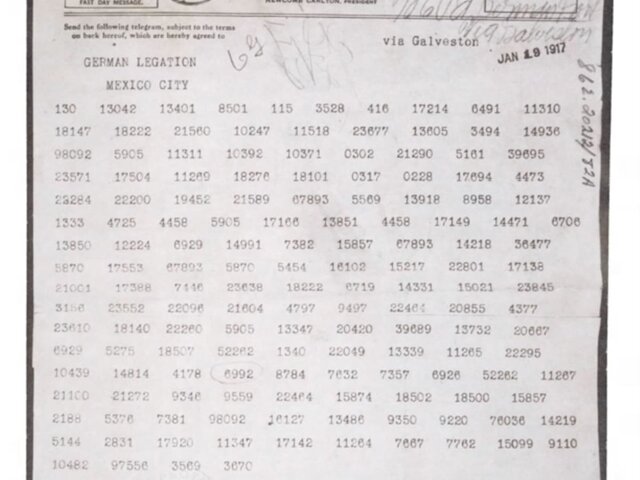 FAST DAY MESSAGE.
NEWCOMB CARLTON, PRESIDENT
Send the following telegram, subject to the terms
on back hereof, which are hereby agreed to
via Galveston
JAN 19 1917
GERMAN LEGATION
MEXICO CITY
130 13042 13401 8501 115 3528 416 17214 6491 11310
18147 18222 21560 10247 11518 23677 13605 3494 14936
98092 5905 11311 10392 10371 0302 21290 5161 39695
23571 17504 11269 18276 18101 0317 0228 17694 4473
23284 22200 19452 21589 67893 5569 13918 8958 12137
1333 4725 4458 5905 17166 13851 4458 17149 14471 6706
13850 12224 6929 14991 7382 15857 67893 14218 36477
5870 17553 67893 5870 5454 16102 15217 22801 17138
21001 17388 7446 23638 18222 6719 14331 15021 23845
3156 23552 22096 21604 4797 9497 22464 20855 4377
23610 18140 22260 5905 13347 20420 39689 13732 20667
6929 5275 18507 52262 1340 22049 13339 11265 22295
10439 14814 4178 6992 8784 7632 7357 6926 52262 11267
21100 21272 9346 9559 22464 15874 18502 18500 15857
2188 5376 7381 98092 16127 13486 9350 9220 76036 14219
5144 2831 17920 11347 17142 11264 7667 7762 15099 9110
10482 97556 3569 3670